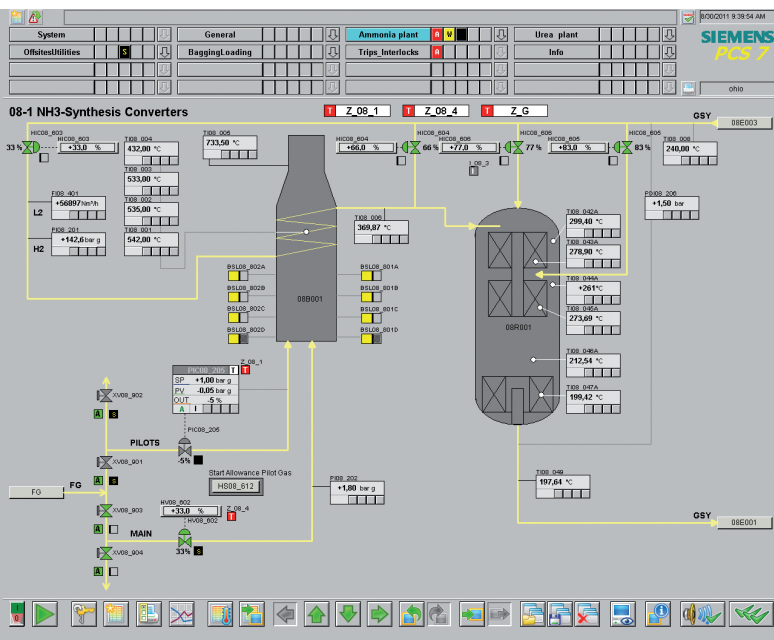 8/30/2011 9:39:54 AM
System
General
Ammonia plant
A
W
Urea plant
SIEMENS
PCS 7
OffsitesUtilities
S
BaggingLoading
Trips_Interlocks
A
Info
ohio
08-1 NH3-Synthesis Converters
T Z_08_1
T Z_08_4
T Z_G
GSY
08E003
HIC08_603
33 %
HIC08_603
+33,0 %
TI08_004
432,00 °C
TI08_005
733,50 °C
HIC08_604
+66,0 %
HIC08_604
66 %
HIC08_606
+77,0 %
HIC08_606
77 %
HIC08_605
+83,0 %
HIC08_605
83 %
TI08_008
240,00 °C
I_08_3
TI08_003
533,00 °C
FI08_401
+56897Nm³/h
L2
TI08_002
535,00 °C
PDI08_206
+1,50 bar
PI08_201
+142,6 bar g
H2
TI08_001
542,00 °C
TI08_006
369,87 °C
TI08_042A
299,40 °C
TI08_043A
278,90 °C
TI08_044A
+261°C
TI08_045A
273,69 °C
TI08_046A
212,54 °C
TI08_047A
199,42 °C
BSL08_802A
BSL08_801A
BSL08_802B
BSL08_801B
BSL08_802C
BSL08_801C
BSL08_802D
BSL08_801D
08B001
08R001
Z_08_1
T
PIC08_205 T
SP +1,00 bar g
PV -0,05 bar g
OUT -5 %
A I
PIC08_205
-5%
XV08_902
A S
PILOTS
XV08_901
A S
FG
FG
Start Allowance Pilot Gas
HS08_612
PI08_202
+1,80 bar g
TI08_049
197,64 °C
HV08_602
+33,0 %
Z_08_4
T
XV08_903
A
HV08_602
MAIN
33% S
XV08_904
A
GSY
08E001